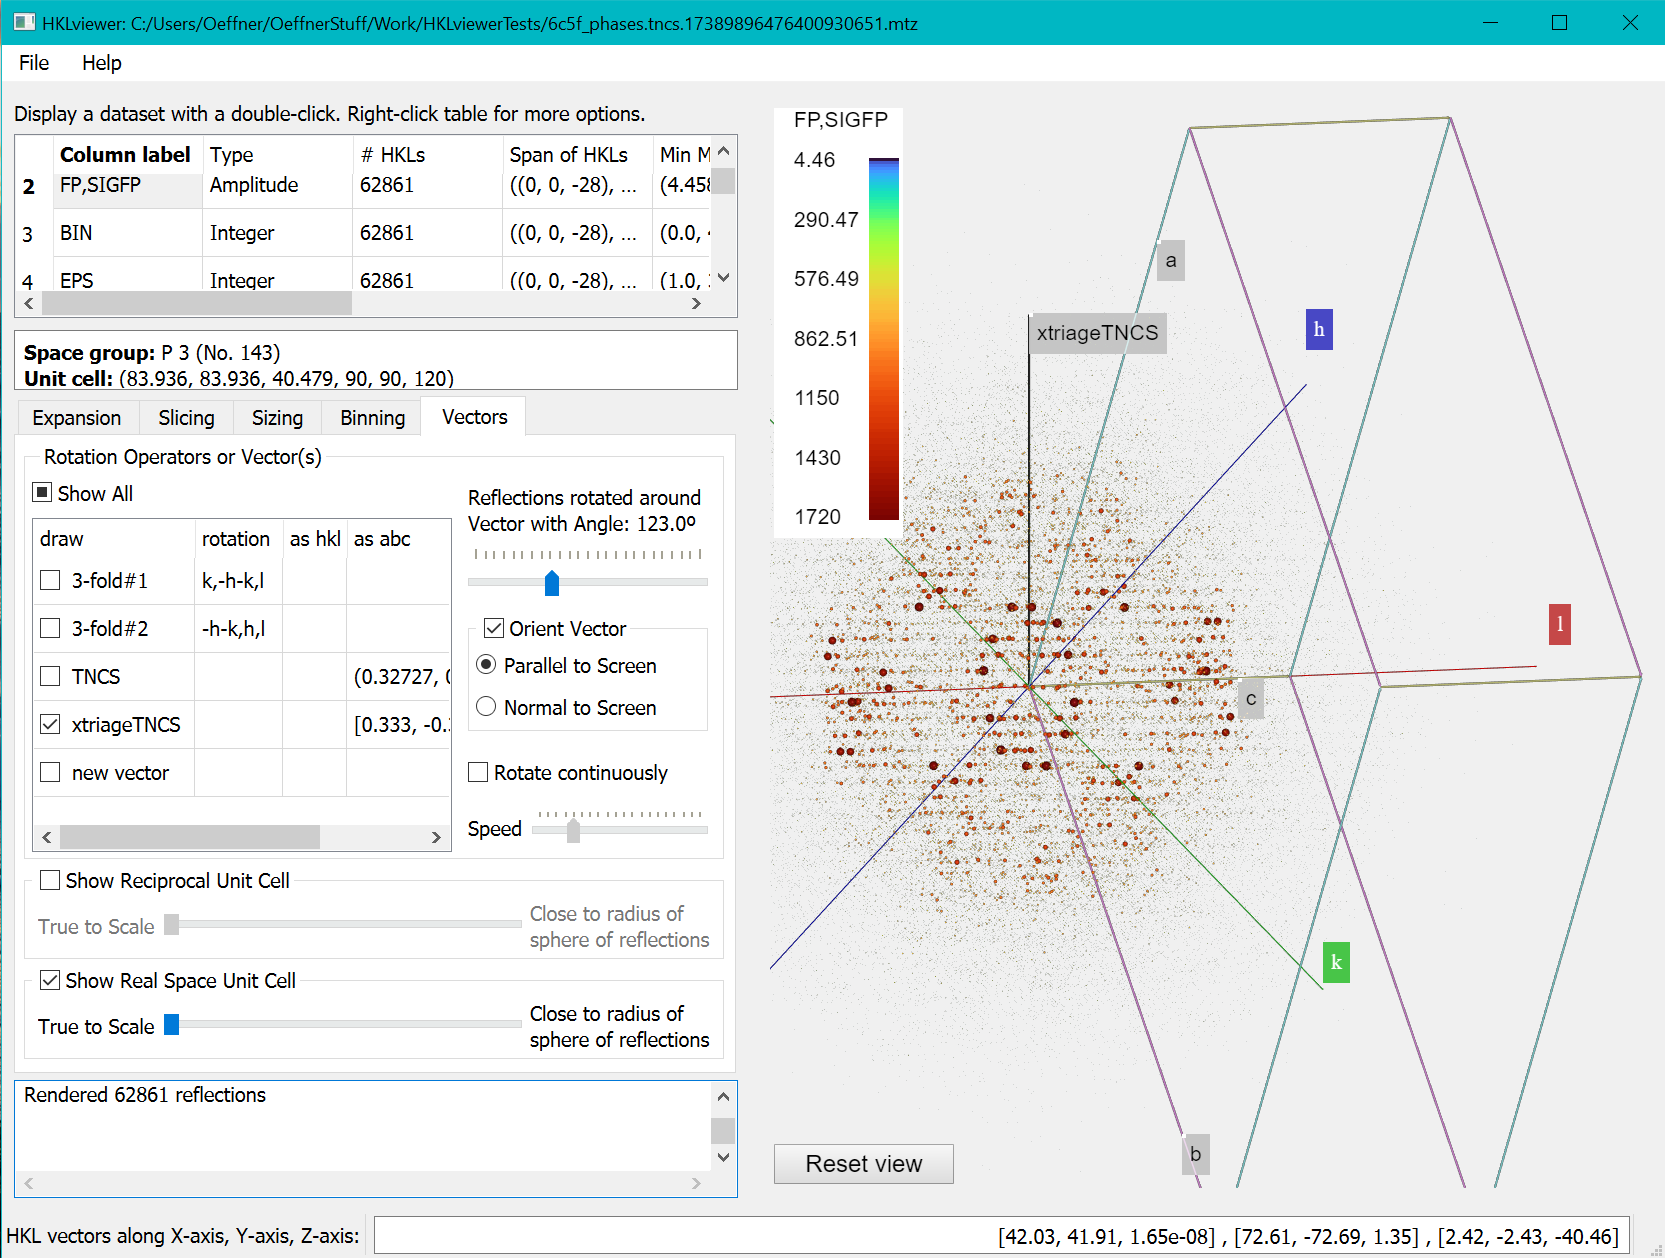 HKLviewer: C:/Users/Oeffner/OeffnerStuff/Work/HKLviewerTests/6c5f_phases.tncs.17389896476400930651.mtz
File Help
Display a dataset with a double-click. Right-click table for more options.
Column label Type # HKLs Span of HKLs Min M
2 FP,SIGFP Amplitude 62861 ((0, 0, -28), ... (4.458
3 BIN Integer 62861 ((0, 0, -28), ... (0.0,
4 EPS Integer 62861 ((0, 0, -28), ... (1.0,
Space group: P 3 (No. 143)
Unit cell: (83.936, 83.936, 40.479, 90, 90, 120)
Expansion Slicing Sizing Binning Vectors
Rotation Operators or Vector(s)
Show All
draw rotation as hkl as abc
3-fold#1 k,-h-k,l
3-fold#2 -h-k,h,l
TNCS (0.32727, 0
xtriageTNCS [0.333, -0.
new vector
Reflections rotated around
Vector with Angle: 123.0º
Orient Vector
Parallel to Screen
Normal to Screen
Rotate continuously
Speed
Show Reciprocal Unit Cell
True to Scale
Close to radius of
sphere of reflections
Show Real Space Unit Cell
True to Scale
Close to radius of
sphere of reflections
Rendered 62861 reflections
FP,SIGFP
4.46
290.47
576.49
862.51
1150
1430
1720
a
h
xtriageTNCS
l
c
k
b
Reset view
HKL vectors along X-axis, Y-axis, Z-axis: [42.03, 41.91, 1.65e-08] , [72.61, -72.69, 1.35] , [2.42, -2.43, -40.46]